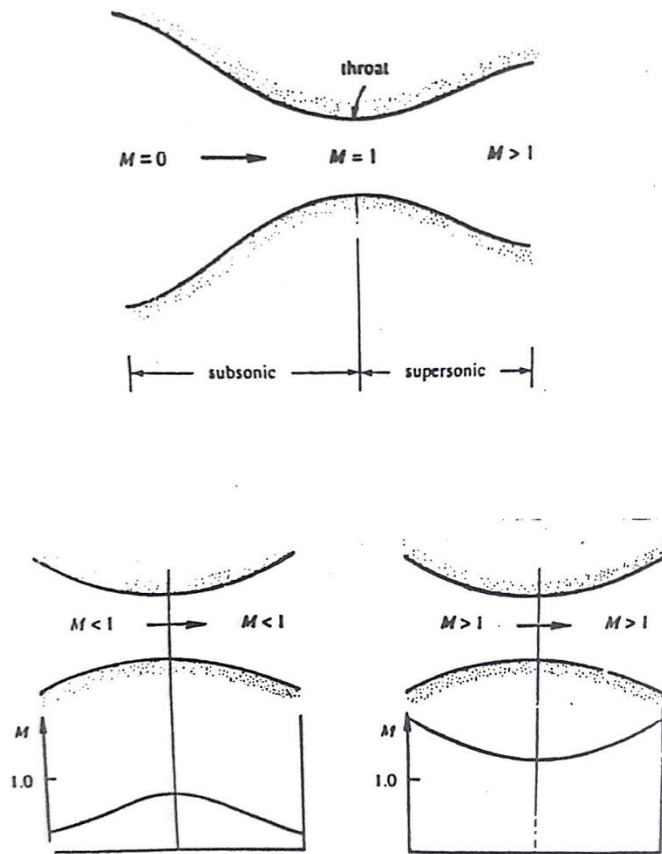 throat
M = 0 M = 1 M > 1
subsonic supersonic
M < 1 M < 1
M
1.0
M > 1 M > 1
M
1.0